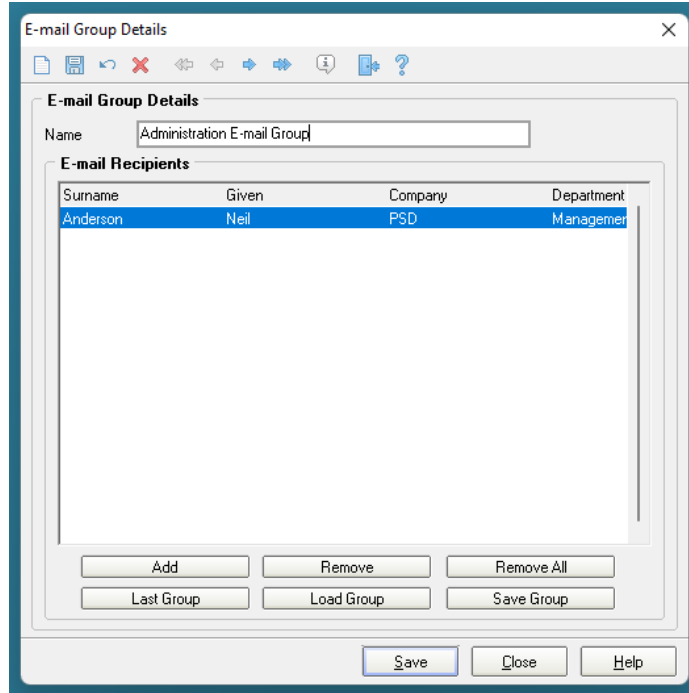 E-mail Group Details
E-mail Group Details
Name Administration E-mail Group
E-mail Recipients
Surname Given Company Department
Anderson Neil PSD Managemer
Add Remove Remove All
Last Group Load Group Save Group
Save Close Help